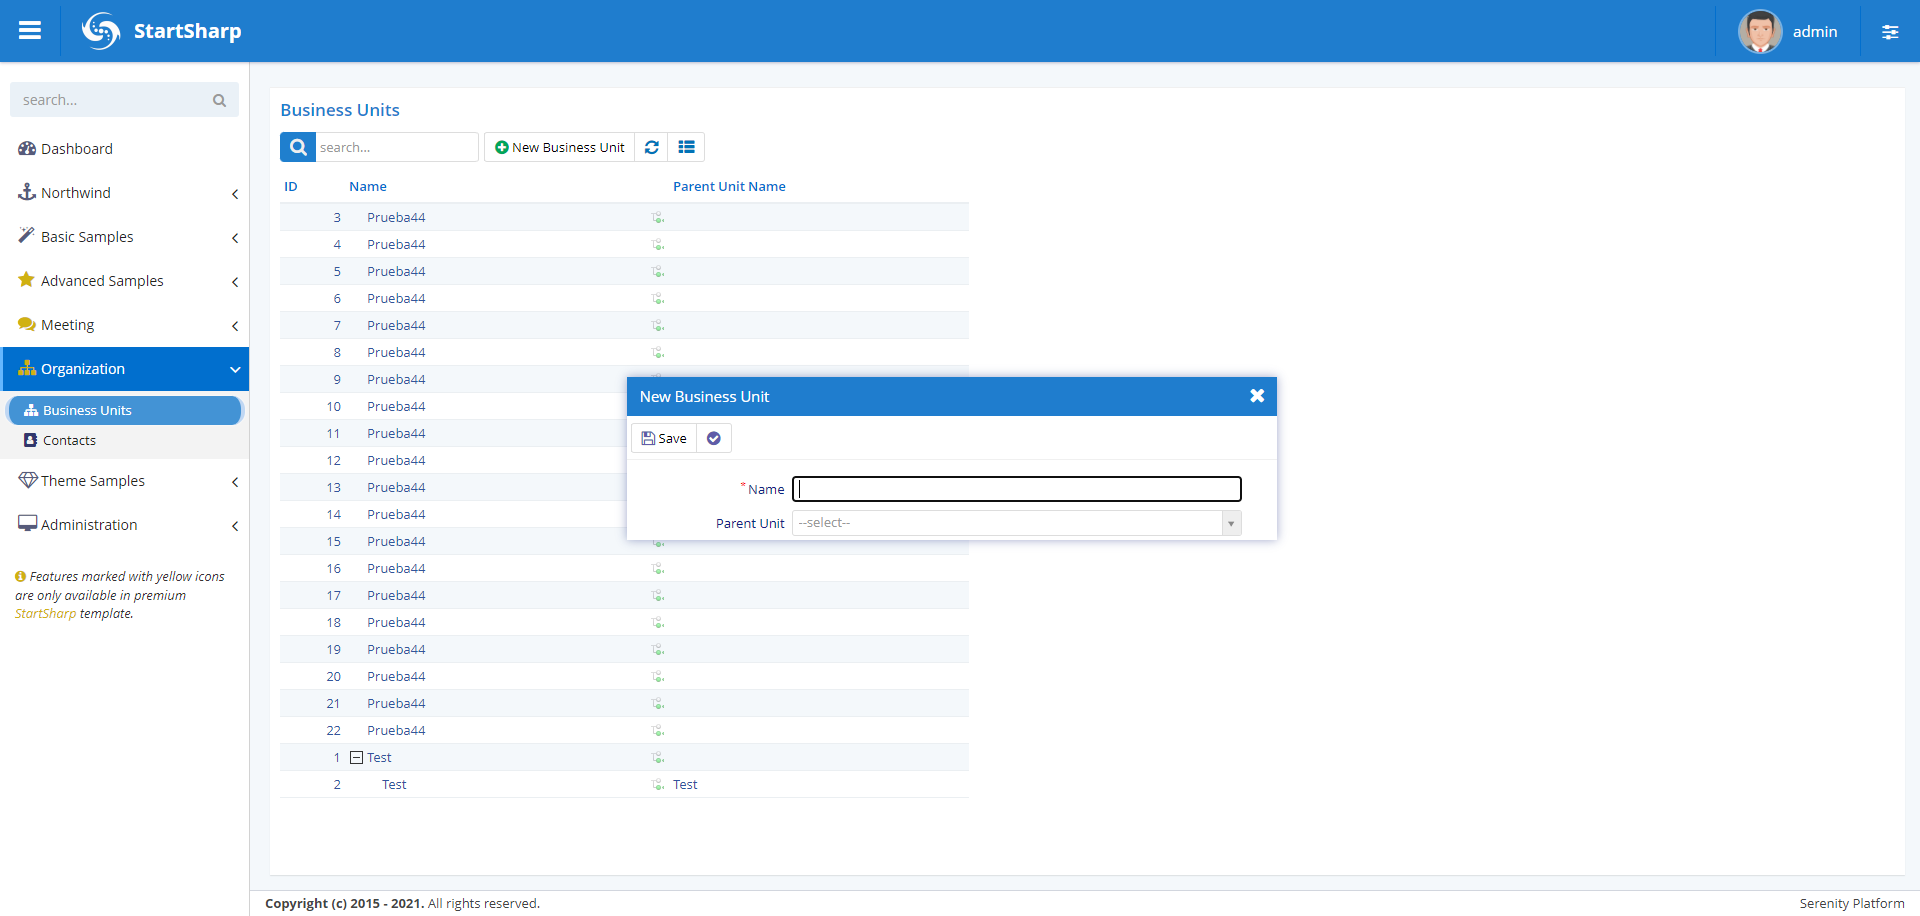 StartSharp
admin
search...
Dashboard
Northwind
Basic Samples
Advanced Samples
Meeting
Organization
Business Units
Contacts
Theme Samples
Administration
Features marked with yellow icons
are only available in premium
StartSharp template.
Business Units
search...
New Business Unit
ID Name Parent Unit Name
3 Prueba44
4 Prueba44
5 Prueba44
6 Prueba44
7 Prueba44
8 Prueba44
9 Prueba44
10 Prueba44
11 Prueba44
12 Prueba44
13 Prueba44
14 Prueba44
15 Prueba44
16 Prueba44
17 Prueba44
18 Prueba44
19 Prueba44
20 Prueba44
21 Prueba44
22 Prueba44
1 Test
2 Test Test
New Business Unit
Save
* Name
Parent Unit --select--
Copyright (c) 2015 - 2021. All rights reserved.
Serenity Platform